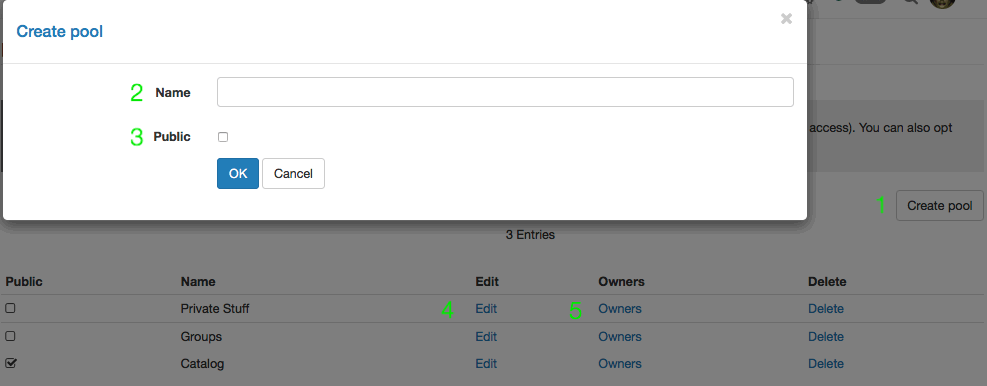 Create pool ×
2 Name
3 Public
access). You can also opt
OK Cancel
1 Create pool
3 Entries
Public Name Edit Owners Delete
Private Stuff 4 Edit 5 Owners Delete
Groups Edit Owners Delete
Catalog Edit Owners Delete